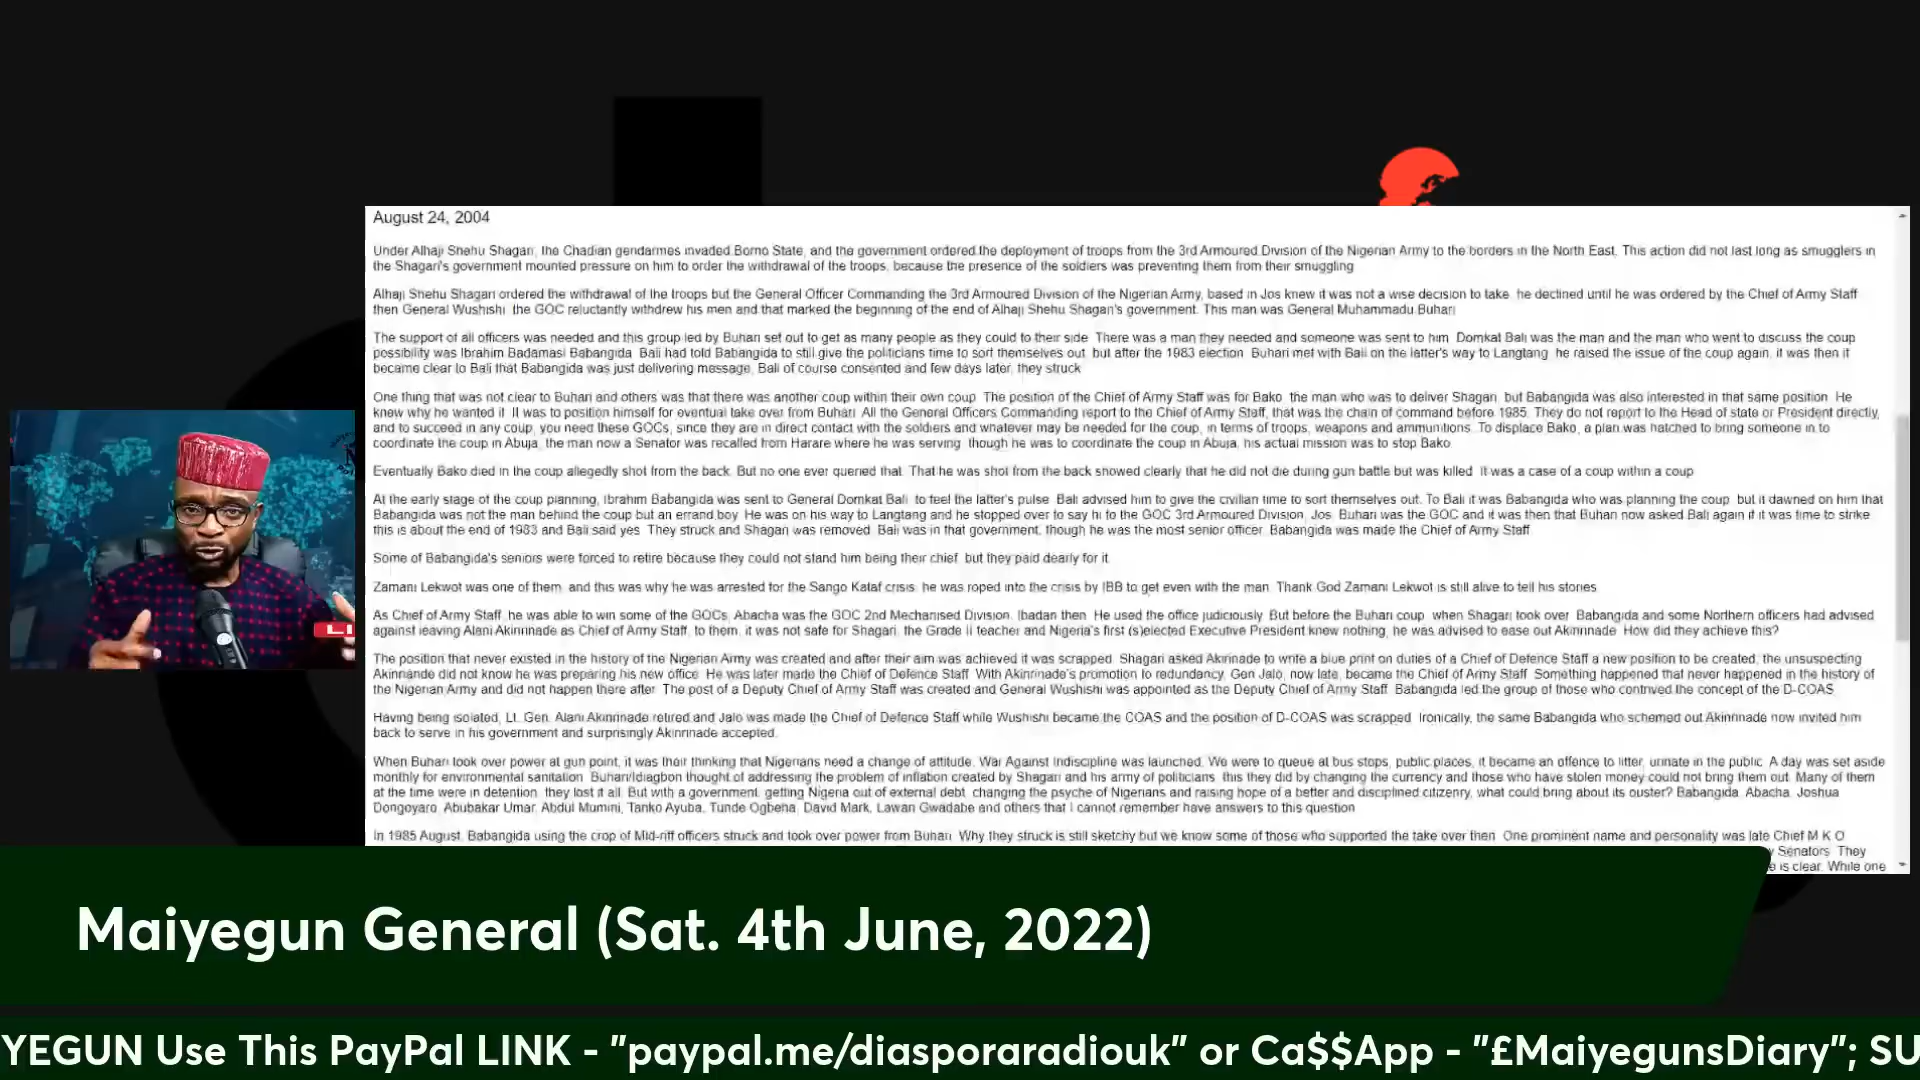 August 24, 2004
Under Alhaji Shehu Shagari, the Chadian gendarmes invaded Borno State, and the government ordered the deployment of troops from the 3rd Armoured Division of the Nigerian Army to the borders in the North East. This action did not last long as smugglers in
the Shagari's government mounted pressure on him to order the withdrawal of the troops, because the presence of the soldiers was preventing them from their smuggling
Alhaji Shehu Shagari ordered the withdrawal of the troops but the General Officer Commanding the 3rd Armoured Division of the Nigerian Army, based in Jos knew it was not a wise decision to take he declined until he was ordered by the Chief of Army Staff
then General Wushishi the GOC reluctantly withdrew his men and that marked the beginning of the end of Alhaji Shehu Shagari's government. This man was General Muhammadu Buhari
The support of all officers was needed and this group led by Buhari set out to get as many people as they could to their side There was a man they needed and someone was sent to him Domkat Bali was the man and the man who went to discuss the coup
possibility was Ibrahim Badamasi Babangida Bali had told Babangida to still give the politicians time to sort themselves out but after the 1983 election Buhari met with Bali on the latter's way to Langtang he raised the issue of the coup again, it was then it
became clear to Bali that Babangida was just delivering message, Bali of course consented and few days later, they struck
One thing that was not clear to Buhari and others was that there was another coup within their own coup The position of the Chief of Army Staff was for Bako the man who was to deliver Shagari, but Babangida was also interested in that same position He
knew why he wanted it It was to position himself for eventual take over from Buhari All the General Officers Commanding report to the Chief of Army Staff, that was the chain of command before 1985. They do not report to the Head of state or President directly,
and to succeed in any coup, you need these GOCs, since they are in direct contact with the soldiers and whatever may be needed for the coup, in terms of troops, weapons and ammunitions. To displace Bako, a plan was hatched to bring someone in to
coordinate the coup in Abuja, the man now a Senator was recalled from Harare where he was serving though he was to coordinate the coup in Abuja, his actual mission was to stop Bako
Eventually Bako died in the coup allegedly shot from the back. But no one ever queried that. That he was shot from the back showed clearly that he did not die during gun battle but was killed It was a case of a coup within a coup
At the early stage of the coup planning, Ibrahim Babangida was sent to General Domkat Bali to feel the latter's pulse Bali advised him to give the civilian time to sort themselves out. To Bali it was Babangida who was planning the coup but it dawned on him that
Babangida was not the man behind the coup but an errand boy He was on his way to Langtang and he stopped over to say hi to the GOC 3rd Armoured Division, Jos Buhari was the GOC and it was then that Buhari now asked Bali again if it was time to strike
this is about the end of 1983 and Bali said yes They struck and Shagari was removed Bali was in that government, though he was the most senior officer Babangida was made the Chief of Army Staff
Some of Babangida's seniors were forced to retire because they could not stand him being their chief but they paid dearly for it
Zamani Lekwot was one of them and this was why he was arrested for the Sango Kataf crisis he was roped into the crisis by IBB to get even with the man Thank God Zamani Lekwot is still alive to tell his stories
As Chief of Army Staff he was able to win some of the GOCs, Abacha was the GOC 2nd Mechanised Division, Ibadan then He used the office judiciously But before the Buhari coup when Shagari took over Babangida and some Northern officers had advised
against leaving Alani Akinrinade as Chief of Army Staff, to them, it was not safe for Shagari the Grade II teacher and Nigeria's first (s)elected Executive President knew nothing, he was advised to ease out Akinrinade How did they achieve this?
The position that never existed in the history of the Nigerian Army was created and after their aim was achieved it was scrapped Shagari asked Akinrinade to write a blue print on duties of a Chief of Defence Staff a new position to be created, the unsuspecting
Akinrinade did not know he was preparing his new office He was later made the Chief of Defence Staff With Akinrinade's promotion to redundancy, Gen Jalo, now late, became the Chief of Army Staff Something happened that never happened in the history of
the Nigerian Army and did not happen there after The post of a Deputy Chief of Army Staff was created and General Wushishi was appointed as the Deputy Chief of Army Staff Babangida led the group of those who contrived the concept of the D-COAS
Having being isolated, Lt. Gen. Alani Akinrinade retired and Jalo was made the Chief of Defence Staff while Wushishi became the COAS and the position of D-COAS was scrapped Ironically, the same Babangida who schemed out Akinrinade now invited him
back to serve in his government and surprisingly Akinrinade accepted.
When Buhari took over power at gun point, it was their thinking that Nigerians need a change of attitude. War Against Indiscipline was launched. We were to queue at bus stops, public places, it became an offence to litter, urinate in the public A day was set aside
monthly for environmental sanitation Buhari/Idiagbon thought of addressing the problem of inflation created by Shagari and his army of politicians this they did by changing the currency and those who have stolen money could not bring them out Many of them
at the time were in detention they lost it all But with a government getting Nigeria out of external debt changing the psyche of Nigerians and raising hope of a better and disciplined citizenry, what could bring about its ouster? Babangida Abacha Joshua
Dongoyaro, Abubakar Umar, Abdul Mumini, Tanko Ayuba, Tunde Ogbeha David Mark, Lawan Gwadabe and others that I cannot remember have answers to this question
In 1985 August Babangida using the crop of Mid-riff officers struck and took over power from Buhari Why they struck is still sketchy but we know some of those who supported the take over then One prominent name and personality was late Chief M K O
Senators They
is clear. While one
LI
Maiyegun General (Sat. 4th June, 2022)
YEGUN Use This PayPal LINK - "paypal.me/diasporaradiouk" or Ca$$App - "£MaiyegunsDiary"; SU